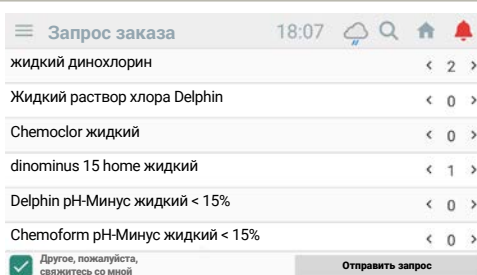 Запрос заказа 18:07
жидкий динохлорин 2
Жидкий раствор хлора Delphin 0
Chemoclor жидкий 0
dinominus 15 home жидкий 1
Delphin pH-Минус жидкий < 15% 0
Chemoform pH-Минус жидкий < 15% 0
Другое, пожалуйста,
свяжитесь со мной
Отправить запрос